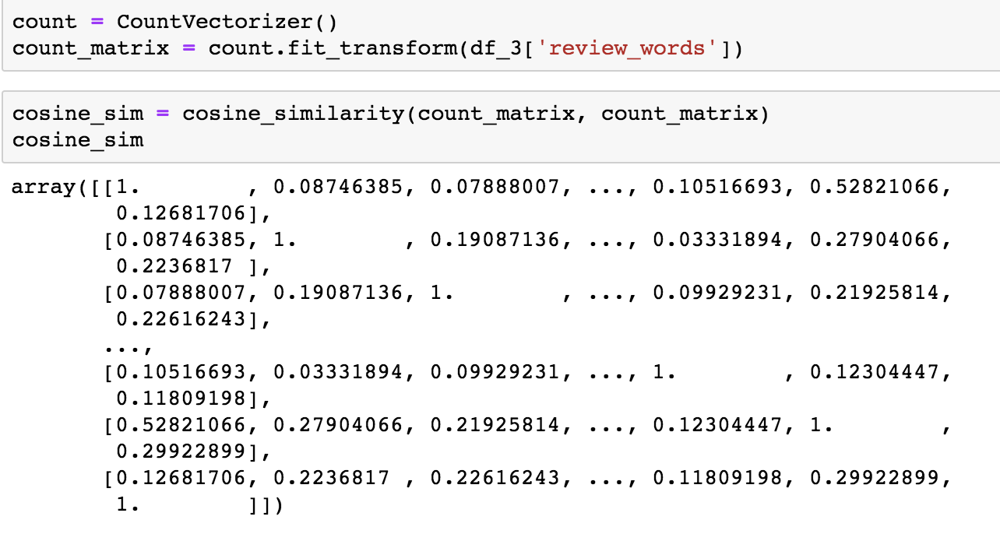 count = CountVectorizer()
count_matrix = count.fit_transform(df_3['review_words'])
cosine_sim = cosine_similarity(count_matrix, count_matrix)
cosine_sim
array([[1.        , 0.08746385, 0.07888007, ..., 0.10516693, 0.52821066,
        0.12681706],
       [0.08746385, 1.        , 0.19087136, ..., 0.03331894, 0.27904066,
        0.2236817 ],
       [0.07888007, 0.19087136, 1.        , ..., 0.09929231, 0.21925814,
        0.22616243],
       ...,
       [0.10516693, 0.03331894, 0.09929231, ..., 1.        , 0.12304447,
        0.11809198],
       [0.52821066, 0.27904066, 0.21925814, ..., 0.12304447, 1.        ,
        0.29922899],
       [0.12681706, 0.2236817 , 0.22616243, ..., 0.11809198, 0.29922899,
        1.        ]])